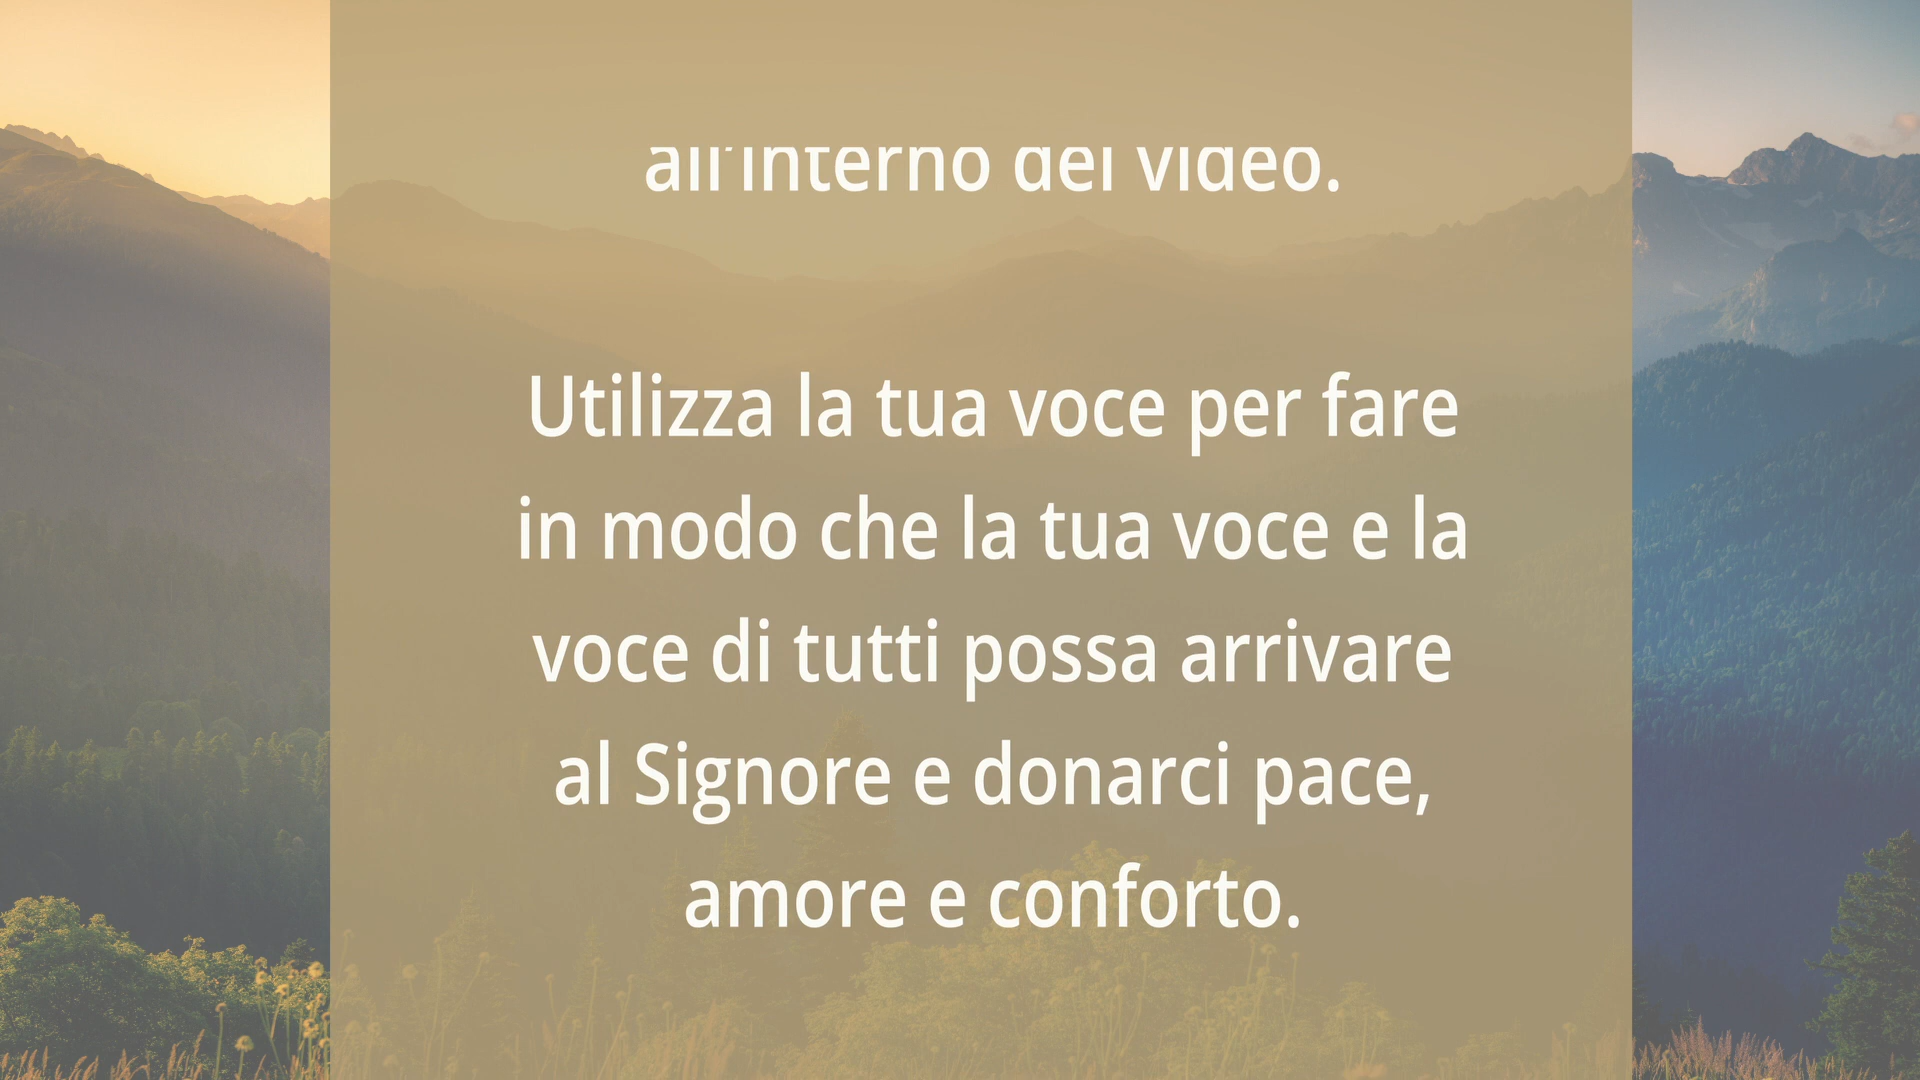 all'interno del video.
Utilizza la tua voce per fare
in modo che la tua voce e la
voce di tutti possa arrivare
al Signore e donarci pace,
amore e conforto.